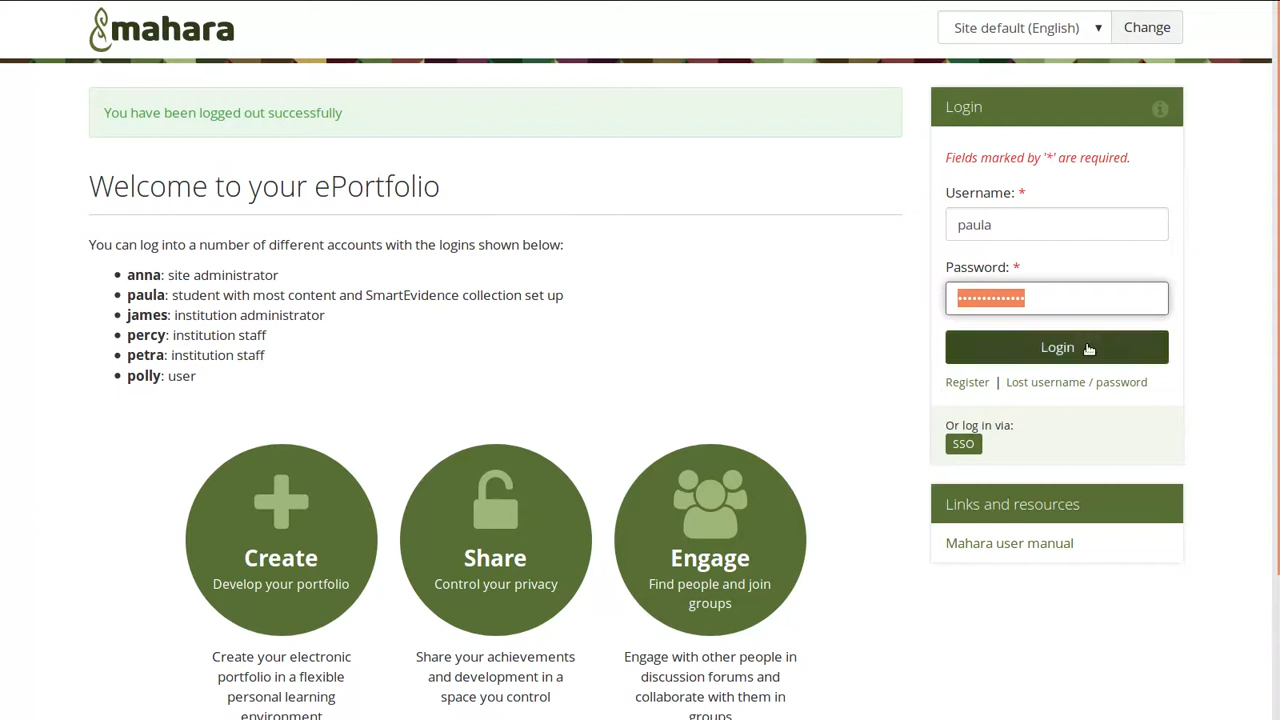 mahara
Site default (English)
Change
You have been logged out successfully
Welcome to your ePortfolio
You can log into a number of different accounts with the logins shown below:
anna: site administrator
paula: student with most content and SmartEvidence collection set up
james: institution administrator
percy: institution staff
petra: institution staff
polly: user
Create
Develop your portfolio
Create your electronic
portfolio in a flexible
personal learning
environment
Share
Control your privacy
Share your achievements
and development in a
space you control
Engage
Find people and join
groups
Engage with other people in
discussion forums and
collaborate with them in
groups.
Login
Fields marked by '*' are required.
Username: *
paula
Password: *
••••••••••••••
Login
Register | Lost username / password
Or log in via:
SSO
Links and resources
Mahara user manual